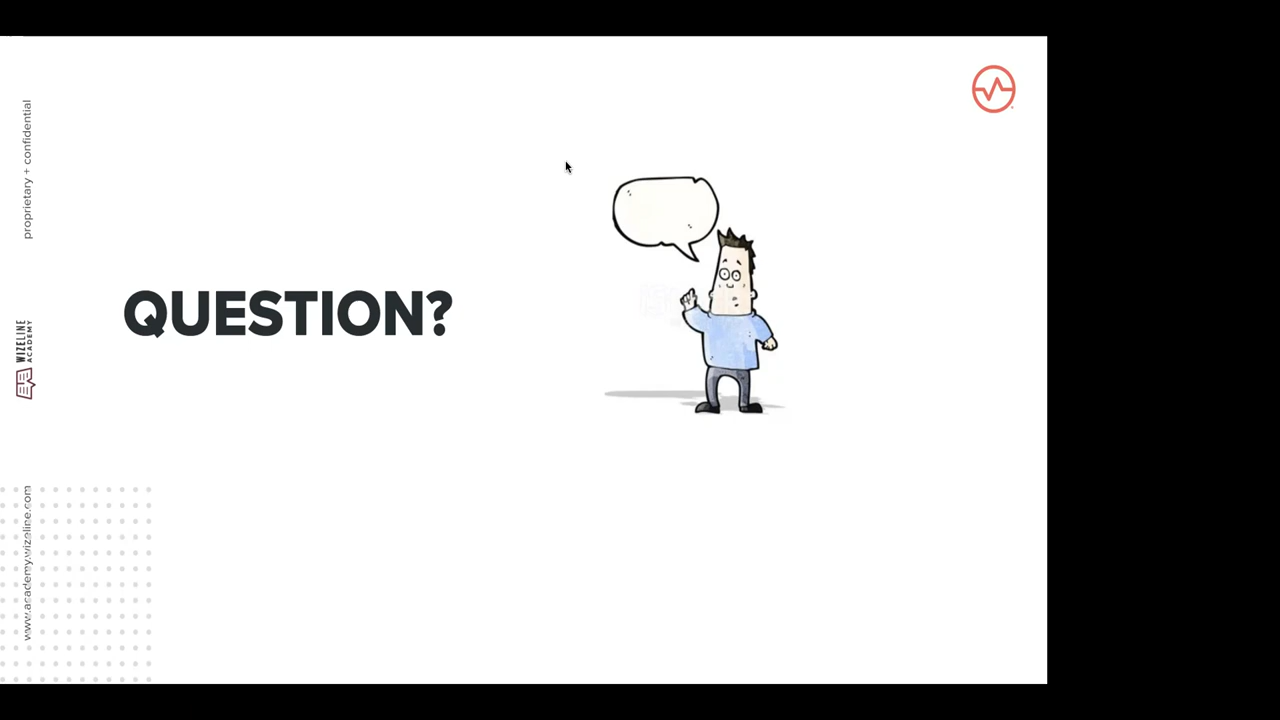 proprietary + confidential
QUESTION?
WIZELINE
ACADEMY
www.academy.wizeline.com